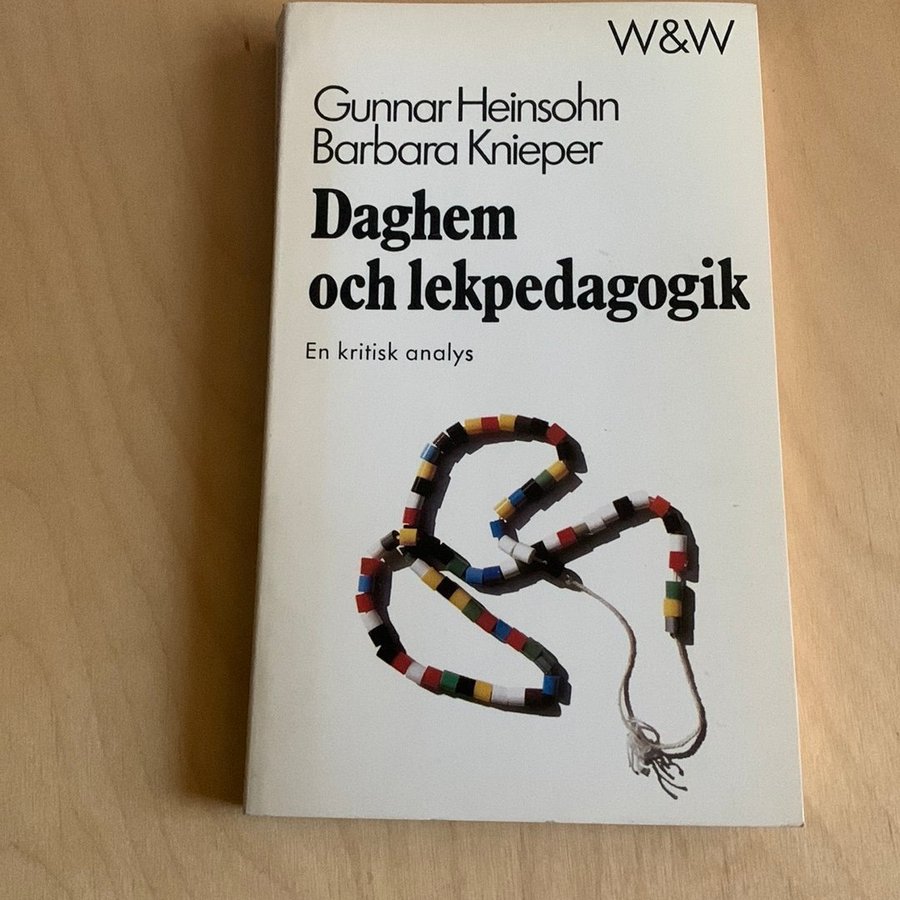 W&W
Gunnar Heinsohn
Barbara Knieper
Daghem
och lekpedagogik
En kritisk analys